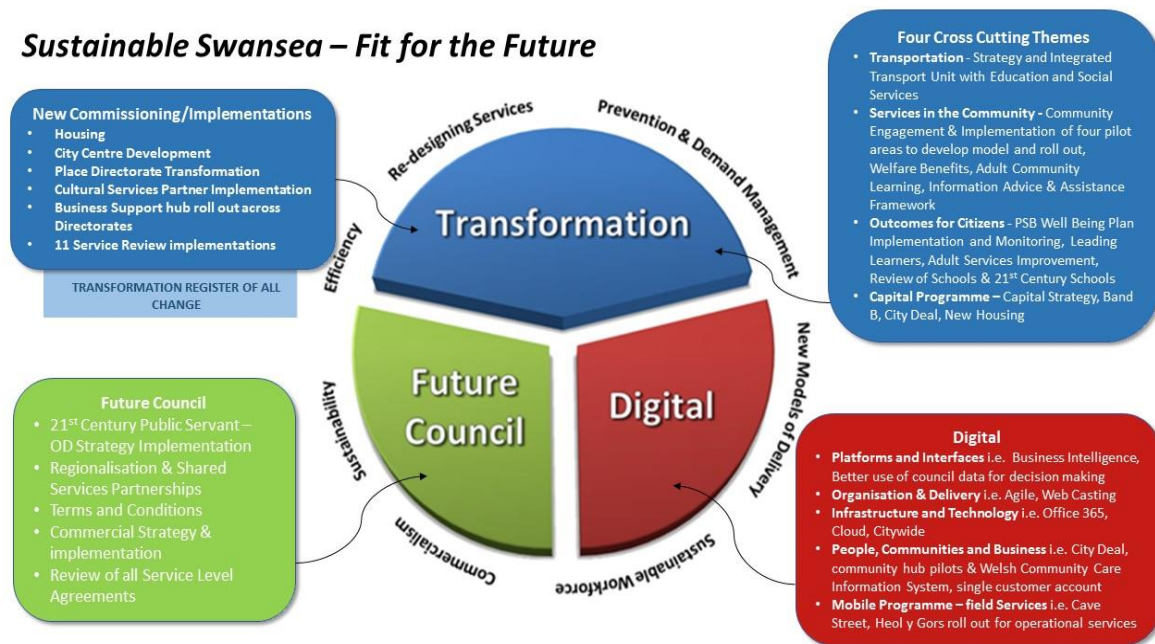 Sustainable Swansea – Fit for the Future
New Commissioning/Implementations
• Housing
• City Centre Development
• Place Directorate Transformation
• Cultural Services Partner Implementation
• Business Support hub roll out across
Directorates
• 11 Service Review implementations
TRANSFORMATION REGISTER OF ALL
CHANGE
Four Cross Cutting Themes
• Transportation - Strategy and Integrated
Transport Unit with Education and Social
Services
• Services in the Community - Community
Engagement & Implementation of four pilot
areas to develop model and roll out,
Welfare Benefits, Adult Community
Learning, Information Advice & Assistance
Framework
• Outcomes for Citizens - PSB Well Being Plan
Implementation and Monitoring, Leading
Learners, Adult Services Improvement,
Review of Schools & 21st Century Schools
• Capital Programme – Capital Strategy, Band
B, City Deal, New Housing
Efficiency
Re-designing Services
Prevention & Demand Management
New Models of Delivery
Sustainable Workforce
Commercialism
Sustainability
Transformation
Future
Council
Digital
Future Council
• 21st Century Public Servant –
OD Strategy Implementation
• Regionalisation & Shared
Services Partnerships
• Terms and Conditions
• Commercial Strategy &
implementation
• Review of all Service Level
Agreements
Digital
• Platforms and Interfaces i.e. Business Intelligence,
Better use of council data for decision making
• Organisation & Delivery i.e. Agile, Web Casting
• Infrastructure and Technology i.e. Office 365,
Cloud, Citywide
• People, Communities and Business i.e. City Deal,
community hub pilots & Welsh Community Care
Information System, single customer account
• Mobile Programme – field Services i.e. Cave
Street, Heol y Gors roll out for operational services